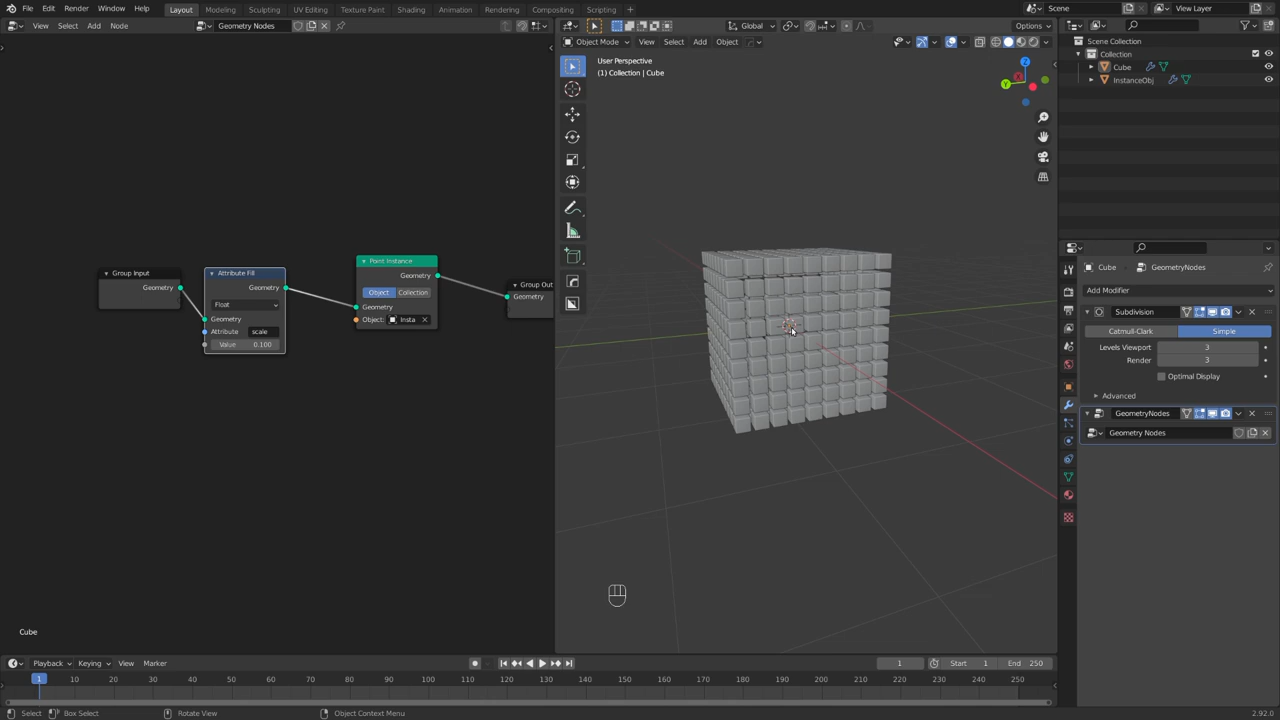 File Edit Render Window Help Layout Modeling Sculpting UV Editing Texture Paint Shading Animation Rendering Compositing Scripting + Scene View Layer
View Add Node Geometry Nodes
Select
Global Options
Object Mode View Select Add Object
User Perspective
(1) Collection | Cube
Z
Y
Scene Collection
Collection
Cube
InstanceObj
Group Input
Geometry
Attribute Fill
Geometry
Float
Geometry
Attribute scale
Value 0.100
Point Instance
Geometry
Object Collection
Geometry
Object: Insta
Group Out
Geometry
Cube
Cube GeometryNodes
Add Modifier
Subdivision
Catmull-Clark Simple
Levels Viewport 3
Render 3
Optimal Display
Advanced
GeometryNodes
Geometry Nodes
Playback Keying View Marker 1 Start 1 End 250
1 10 20 30 40 50 60 70 80 90 100 110 120 130 140 150 160 170 180 190 200 210 220 230 240 250
Select Box Select Rotate View Object Context Menu 2.92.0